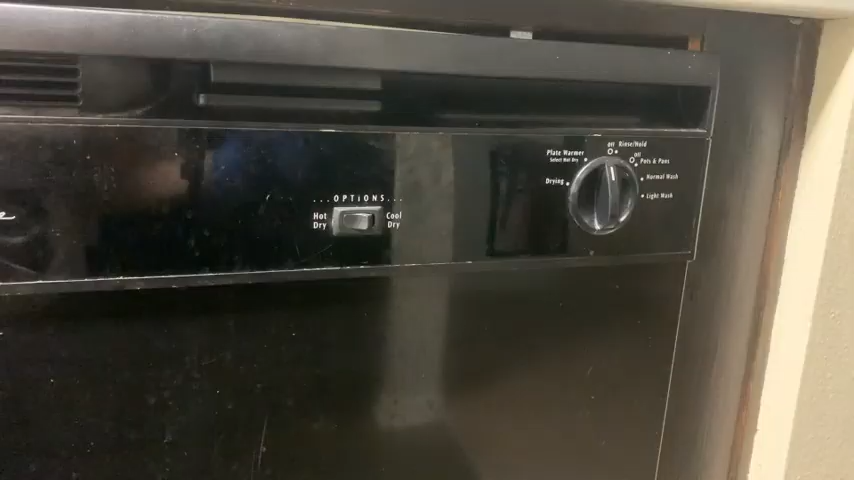 ...OPTIONS...
Hot Dry
Cool Dry
Plate Warmer
Select Hot Dry
Drying
Off
Rinse/Hold
Off
Pots & Pans
Normal Wash
Light Wash